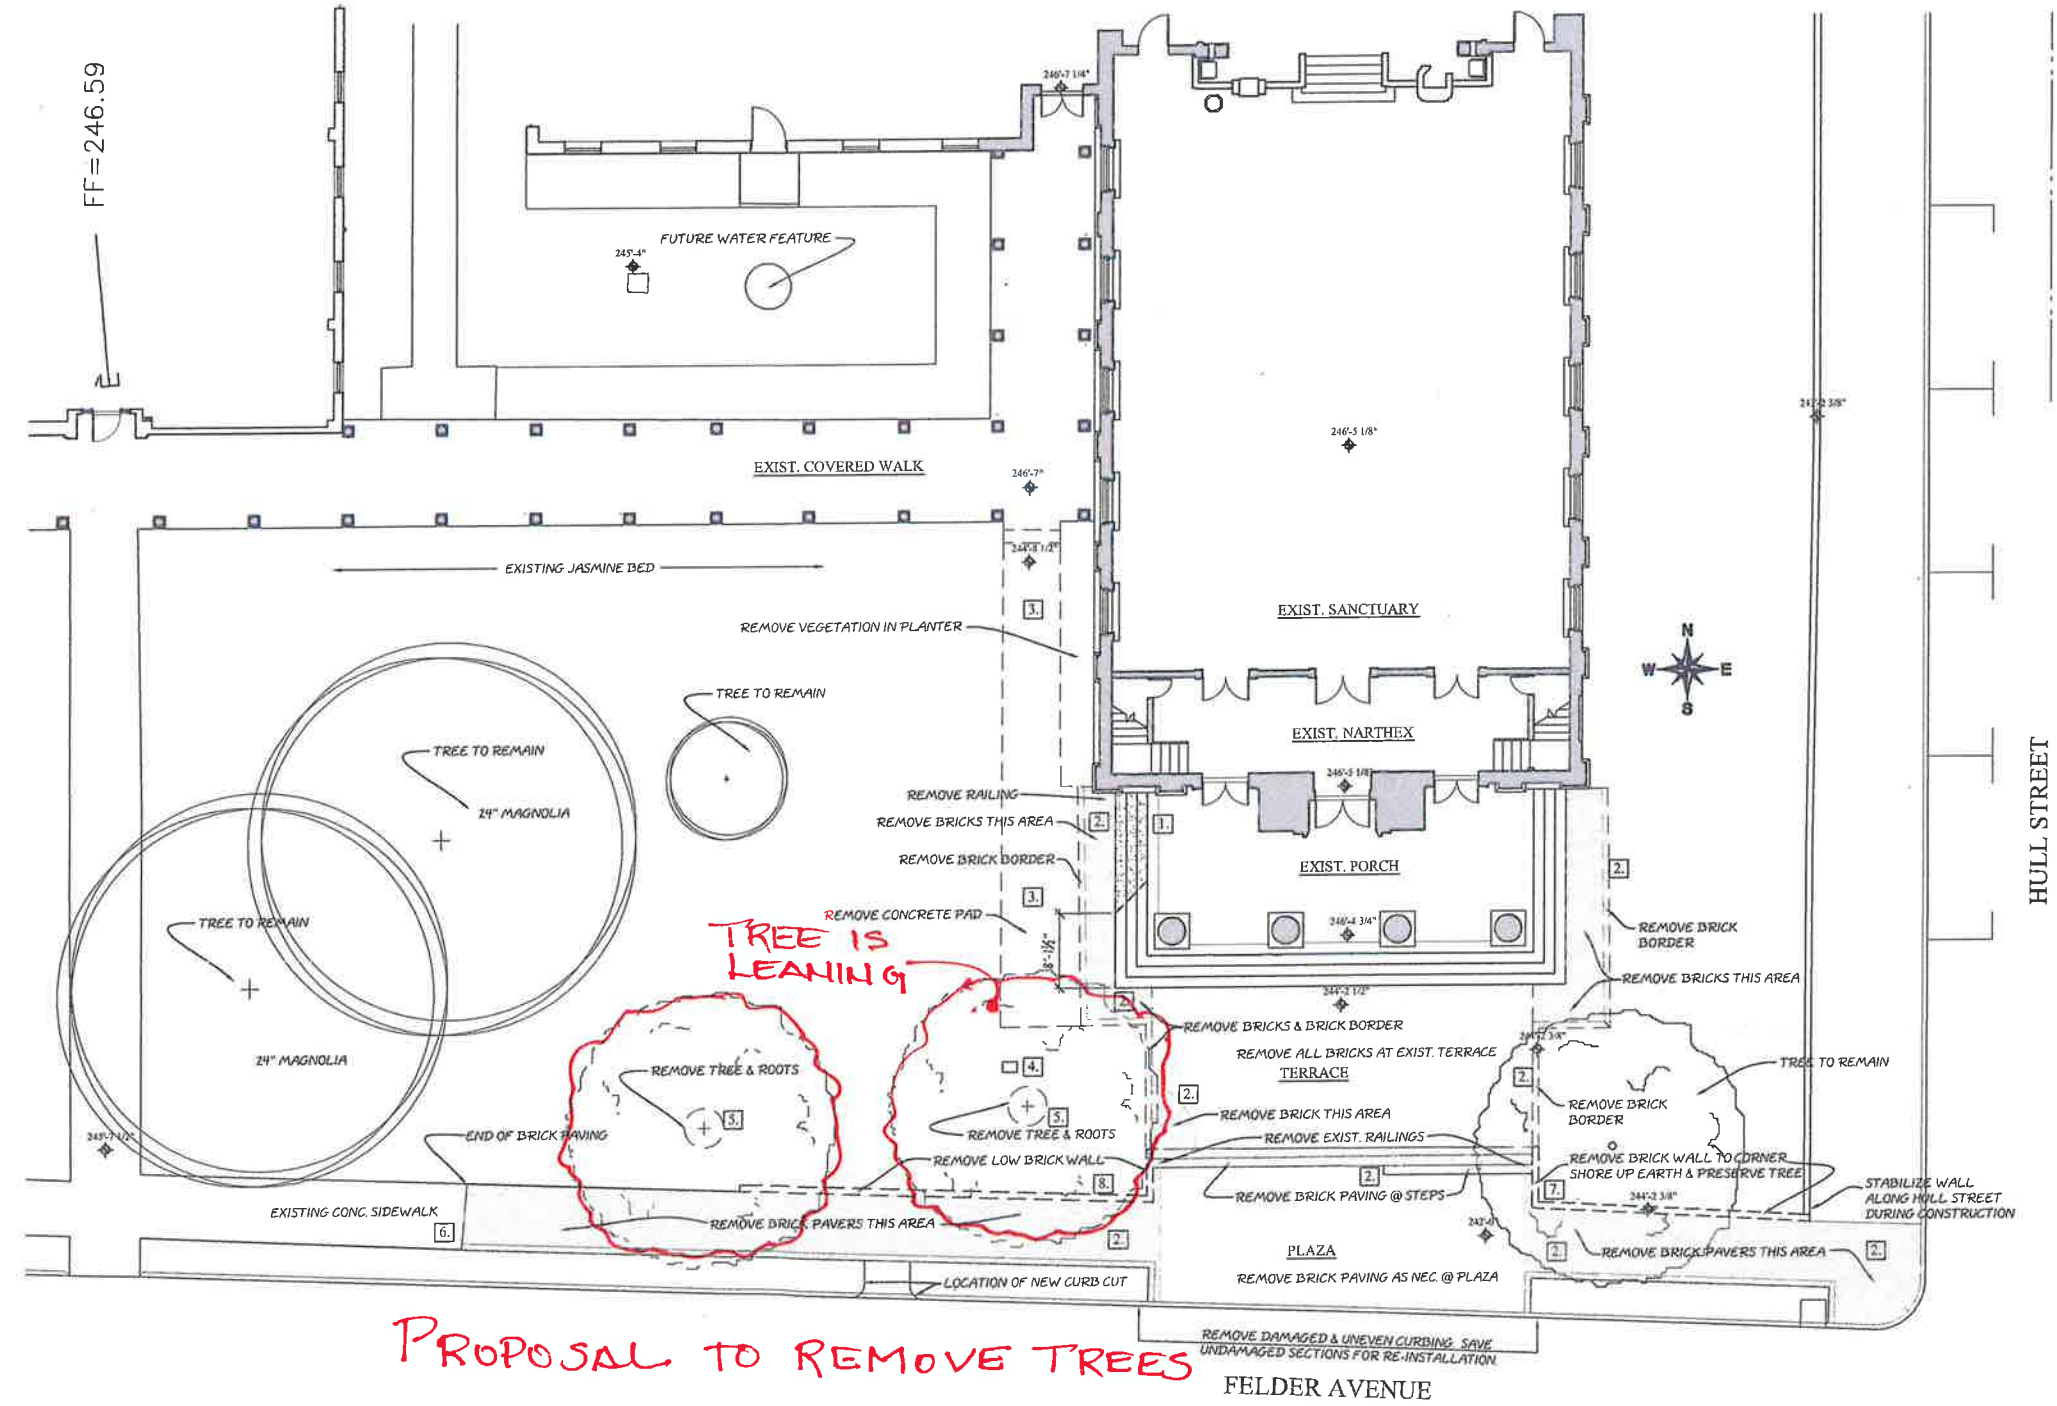 FF=246.59
246'-7 1/4"
FUTURE WATER FEATURE
245'-4"
246'-5 1/8"
EXIST. COVERED WALK
246'-7"
EXISTING JASMINE BED
3.
EXIST. SANCTUARY
REMOVE VEGETATION IN PLANTER
N
W
E
S
TREE TO REMAIN
TREE TO REMAIN
24" MAGNOLIA
EXIST. NARTHEX
246'-5 1/8"
HULL STREET
REMOVE RAILING
REMOVE BRICKS THIS AREA
2.
1.
REMOVE BRICK BORDER
EXIST. PORCH
2.
3.
REMOVE CONCRETE PAD
8'-1½"
246'-4 3/4"
TREE TO REMAIN
REMOVE BRICK
BORDER
TREE IS
LEANING
REMOVE BRICKS THIS AREA
244'-2 1/2"
2.
REMOVE BRICKS & BRICK BORDER
REMOVE ALL BRICKS AT EXIST. TERRACE
TERRACE
24" MAGNOLIA
REMOVE TREE & ROOTS
4.
TREE TO REMAIN
2.
2.
REMOVE BRICK
BORDER
5.
5.
REMOVE BRICK THIS AREA
END OF BRICK PAVING
REMOVE TREE & ROOTS
REMOVE EXIST. RAILINGS
245'-7 1/2"
REMOVE LOW BRICK WALL
REMOVE BRICK WALL TO CORNER
SHORE UP EARTH & PRESERVE TREE
8.
2.
7.
REMOVE BRICK PAVING @ STEPS
244'-2 3/8"
STABILIZE WALL
ALONG HULL STREET
DURING CONSTRUCTION
EXISTING CONC. SIDEWALK
6.
REMOVE BRICK PAVERS THIS AREA
2.
PLAZA
2.
REMOVE BRICK PAVERS THIS AREA
2.
LOCATION OF NEW CURB CUT
REMOVE BRICK PAVING AS NEC. @ PLAZA
PROPOSAL TO REMOVE TREES
REMOVE DAMAGED & UNEVEN CURBING. SAVE
UNDAMAGED SECTIONS FOR RE-INSTALLATION.
FELDER AVENUE